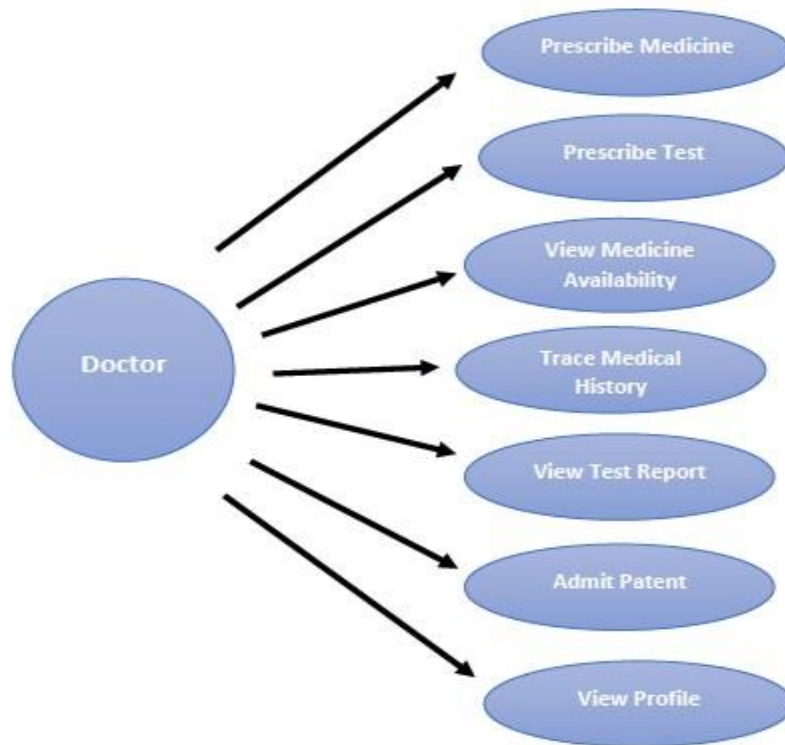 Prescribe Medicine
Prescribe Test
View Medicine
Availability
Doctor
Trace Medical
History
View Test Report
Admit Patent
View Profile